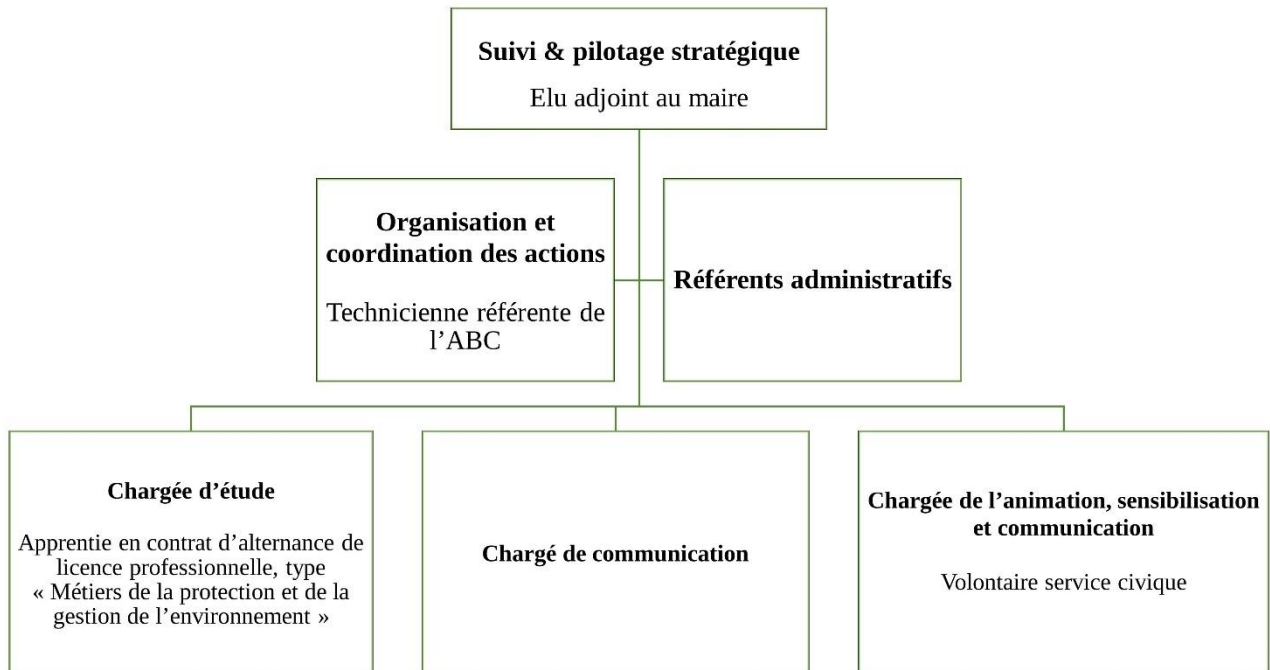 Suivi & pilotage stratégique
Elu adjoint au maire
Organisation et
coordination des actions
Technicienne référente de
l’ABC
Référents administratifs
Chargée d’étude
Apprentie en contrat d’alternance de
licence professionnelle, type
« Métiers de la protection et de la
gestion de l’environnement »
Chargé de communication
Chargée de l’animation, sensibilisation
et communication
Volontaire service civique